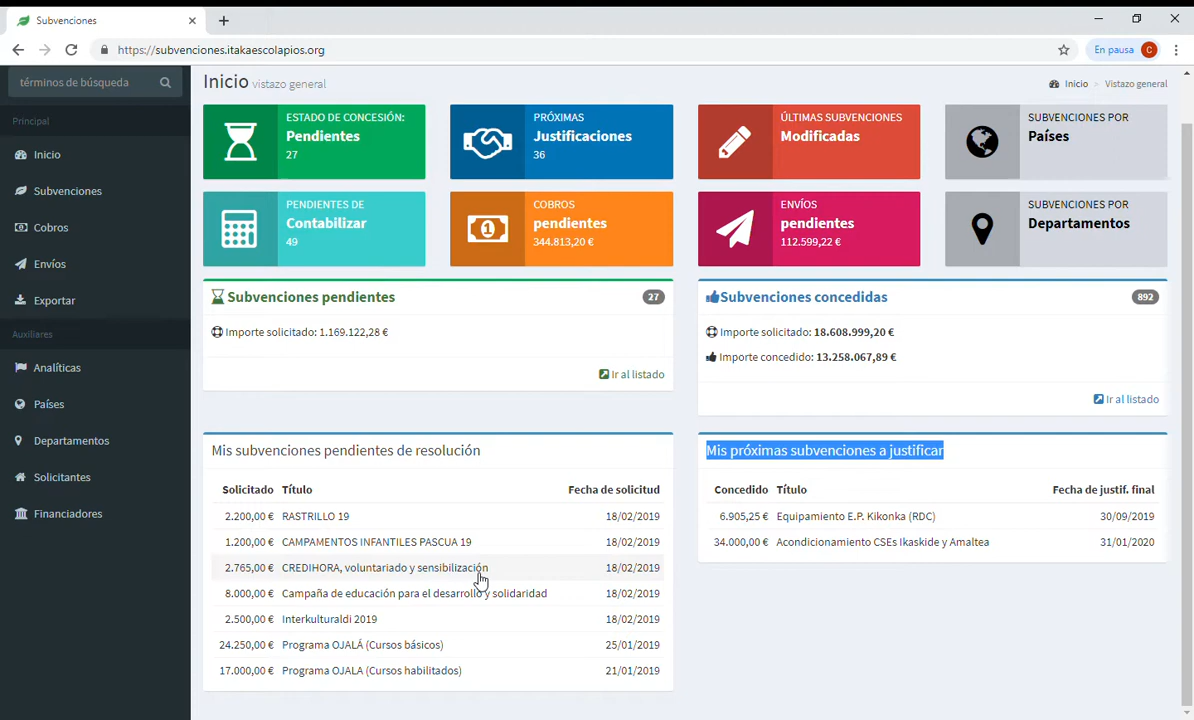 Subvenciones
https://subvenciones.itakaescolapios.org
En pausa C
términos de búsqueda
Principal
Inicio
Subvenciones
Cobros
Envíos
Exportar
Auxiliares
Analíticas
Países
Departamentos
Solicitantes
Financiadores
Inicio vistazo general
Inicio > Vistazo general
ESTADO DE CONCESIÓN:
Pendientes
27
PRÓXIMAS
Justificaciones
36
ÚLTIMAS SUBVENCIONES
Modificadas
SUBVENCIONES POR
Países
PENDIENTES DE
Contabilizar
49
COBROS
pendientes
344.813,20 €
ENVÍOS
pendientes
112.599,22 €
SUBVENCIONES POR
Departamentos
Subvenciones pendientes 27
Importe solicitado: 1.169.122,28 €
Ir al listado
Subvenciones concedidas 892
Importe solicitado: 18.608.999,20 €
Importe concedido: 13.258.067,89 €
Ir al listado
Mis subvenciones pendientes de resolución
Solicitado Título Fecha de solicitud
2.200,00 € RASTRILLO 19 18/02/2019
1.200,00 € CAMPAMENTOS INFANTILES PASCUA 19 18/02/2019
2.765,00 € CREDIHORA, voluntariado y sensibilización 18/02/2019
8.000,00 € Campaña de educación para el desarrollo y solidaridad 18/02/2019
2.500,00 € Interkulturaldi 2019 18/02/2019
24.250,00 € Programa OJALÁ (Cursos básicos) 25/01/2019
17.000,00 € Programa OJALA (Cursos habilitados) 21/01/2019
Mis próximas subvenciones a justificar
Concedido Título Fecha de justif. final
6.905,25 € Equipamiento E.P. Kikonka (RDC) 30/09/2019
34.000,00 € Acondicionamiento CSEs Ikaskide y Amaltea 31/01/2020